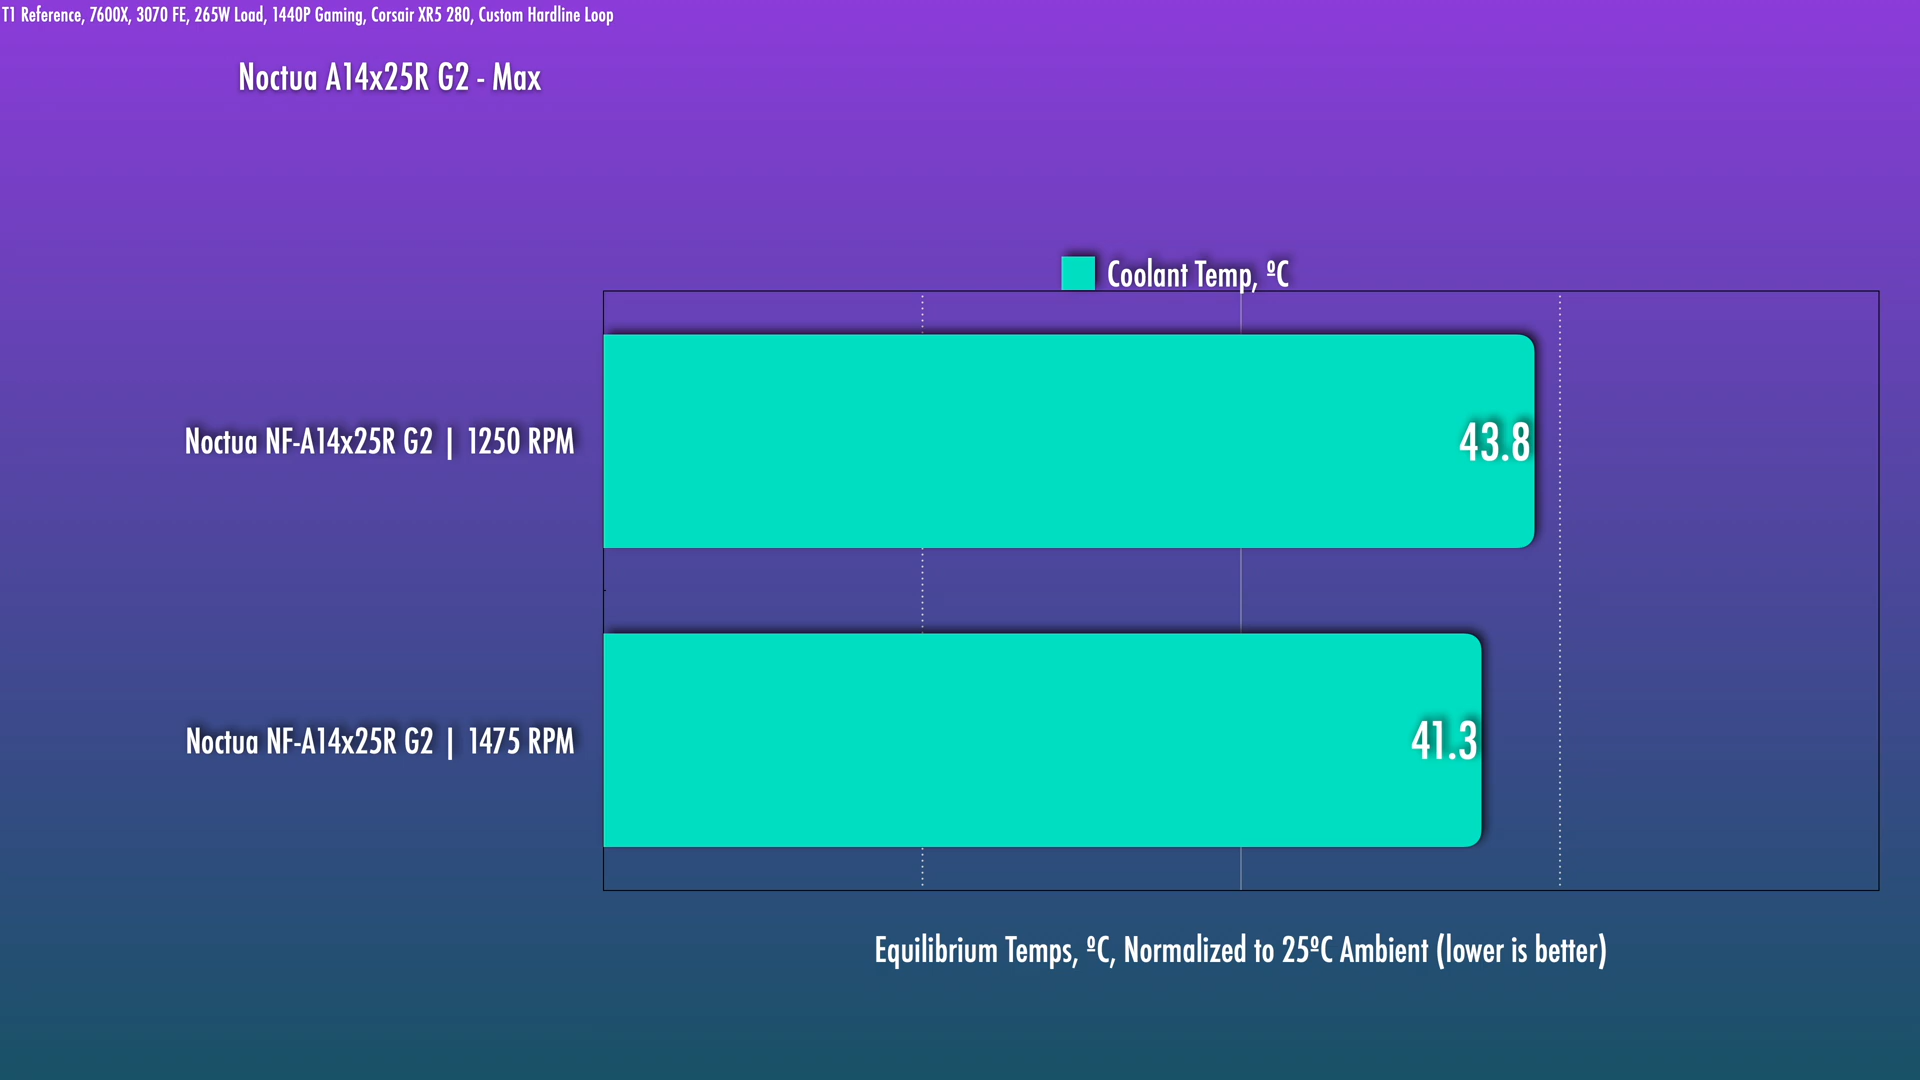 T1 Reference, 7600X, 3070 FE, 265W Load, 1440P Gaming, Corsair XR5 280, Custom Hardline Loop
Noctua A14x25R G2 - Max
Coolant Temp, ºC
Noctua NF-A14x25R G2 | 1250 RPM
43.8
Noctua NF-A14x25R G2 | 1475 RPM
41.3
Equilibrium Temps, ºC, Normalized to 25ºC Ambient (lower is better)